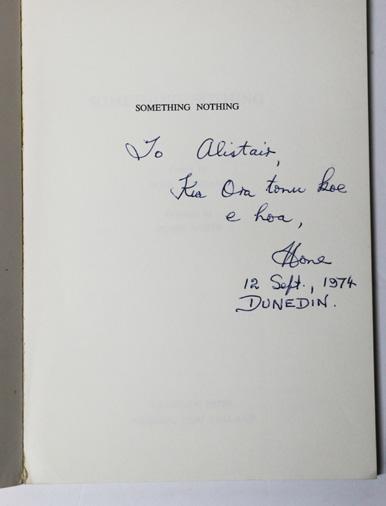 SOMETHING NOTHING
To Alistair,
Kia Ora tonu koe
e hoa,
Hone
12 Sept., 1974
DUNEDIN.